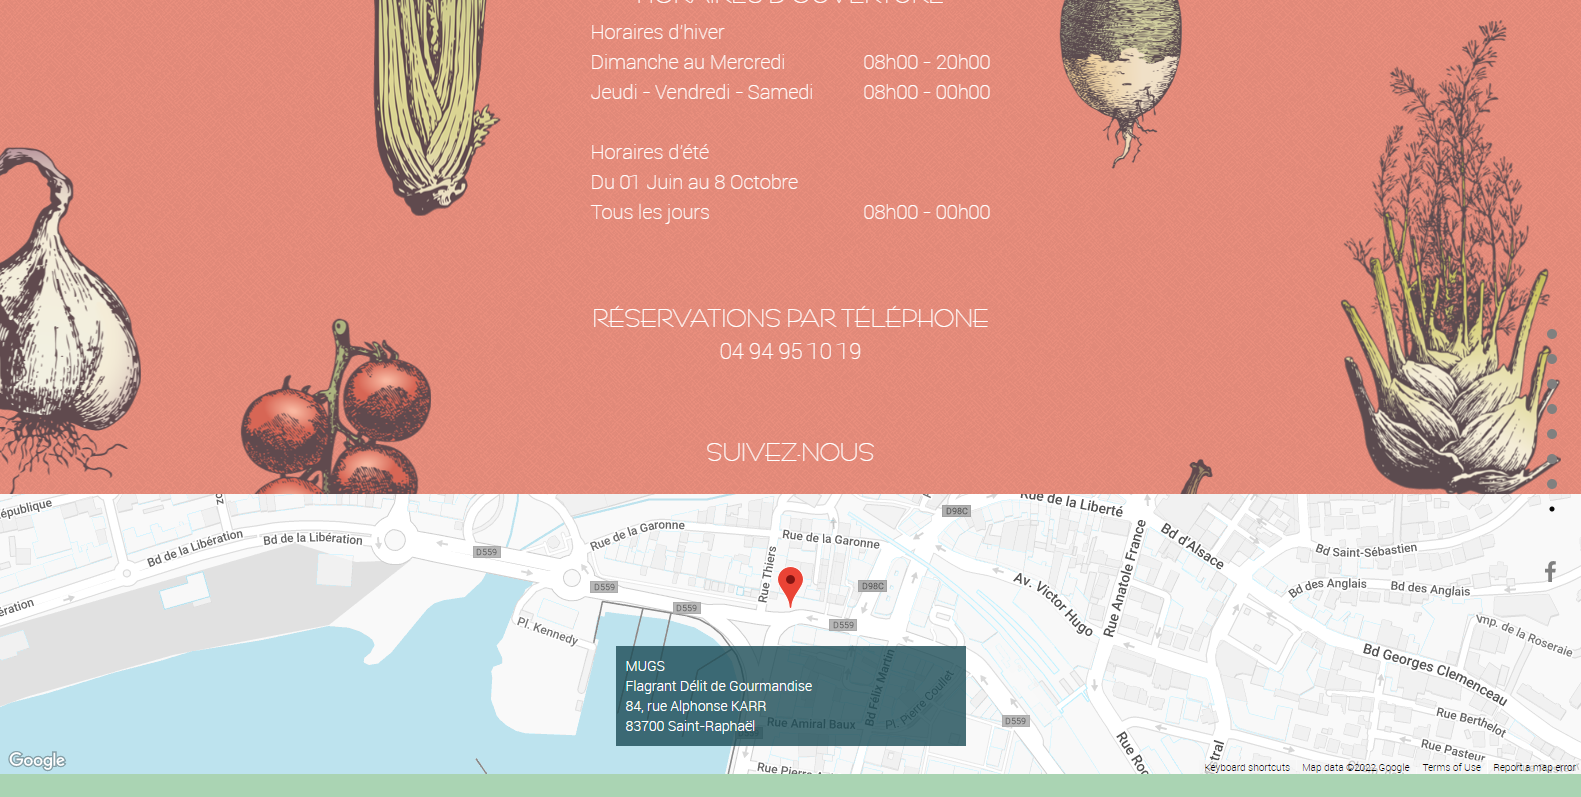 HORAIRES D'OUVERTURE
Horaires d'hiver
Dimanche au Mercredi 08h00 - 20h00
Jeudi - Vendredi - Samedi 08h00 - 00h00
Horaires d'été
Du 01 Juin au 8 Octobre
Tous les jours 08h00 - 00h00
RÉSERVATIONS PAR TÉLÉPHONE
04 94 95 10 19
SUIVEZ-NOUS
épublique
Bd de la Libération
Bd de la Libération
ération
D559
Rue de la Garonne
Rue de la Garonne
Rue Thiers
D559
D559
D98C
D98C
D559
Rue de la Liberté
Bd d'Alsace
Bd Saint-Sébastien
Bd des Anglais
Bd des Anglais
Av. Victor Hugo
Rue Anatole France
Imp. de la Roseraie
Bd Georges Clemenceau
Pl. Kennedy
MUGS
Flagrant Délit de Gourmandise
84, rue Alphonse KARR
83700 Saint-Raphaël
Bd Félix Martin
Pl. Pierre Coullet
Rue Amiral Baux
D559
Rue Berthelot
Rue Pasteur
Google
Keyboard shortcuts
Map data ©2022 Google
Terms of Use
Report a map error